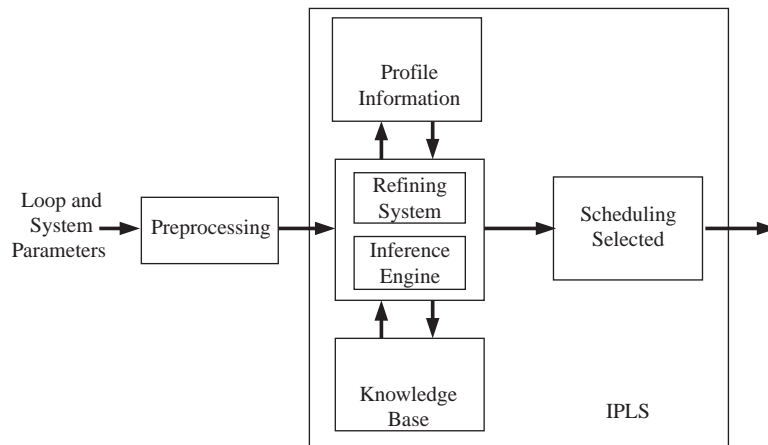 Profile
Information
Loop and
System
Parameters
Preprocessing
Refining
System
Inference
Engine
Scheduling
Selected
Knowledge
Base
IPLS